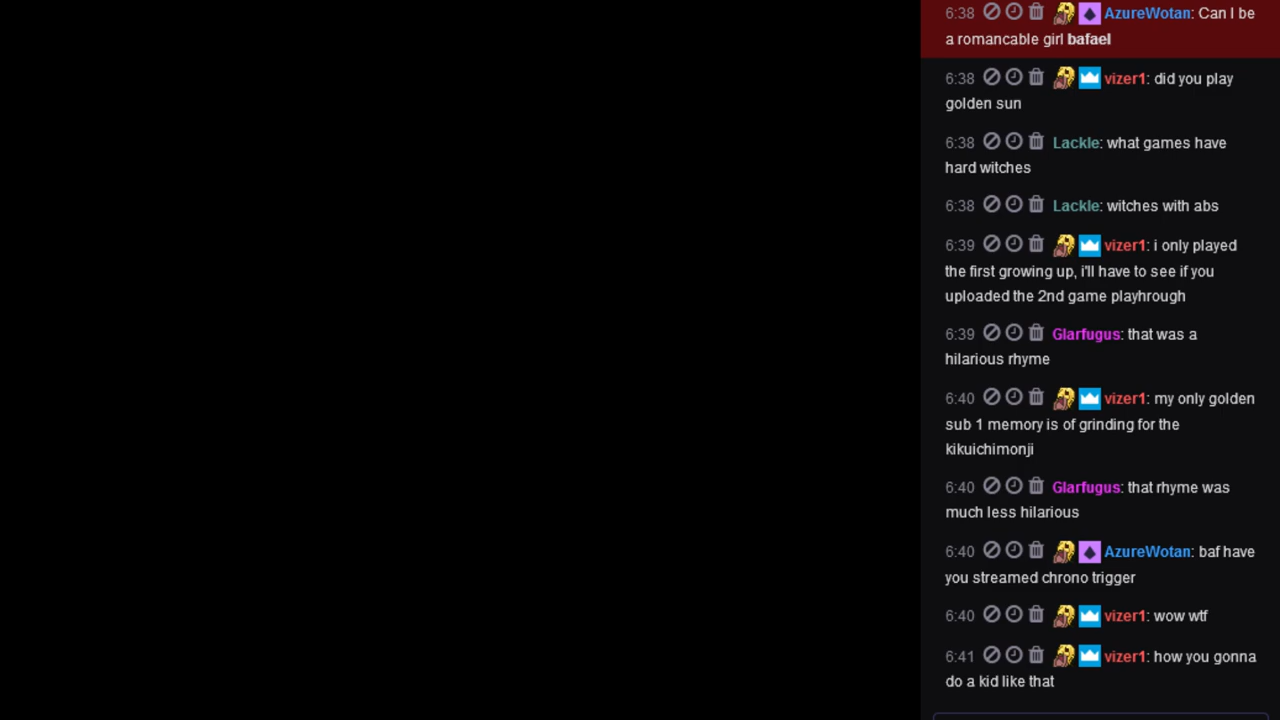 6:38 AzureWotan: Can I be
a romancable girl bafael
6:38 vizer1: did you play
golden sun
6:38 Lackle: what games have
hard witches
6:38 Lackle: witches with abs
6:39 vizer1: i only played
the first growing up, i'll have to see if you
uploaded the 2nd game playhrough
6:39 Glarfugus: that was a
hilarious rhyme
6:40 vizer1: my only golden
sub 1 memory is of grinding for the
kikuichimonji
6:40 Glarfugus: that rhyme was
much less hilarious
6:40 AzureWotan: baf have
you streamed chrono trigger
6:40 vizer1: wow wtf
6:41 vizer1: how you gonna
do a kid like that